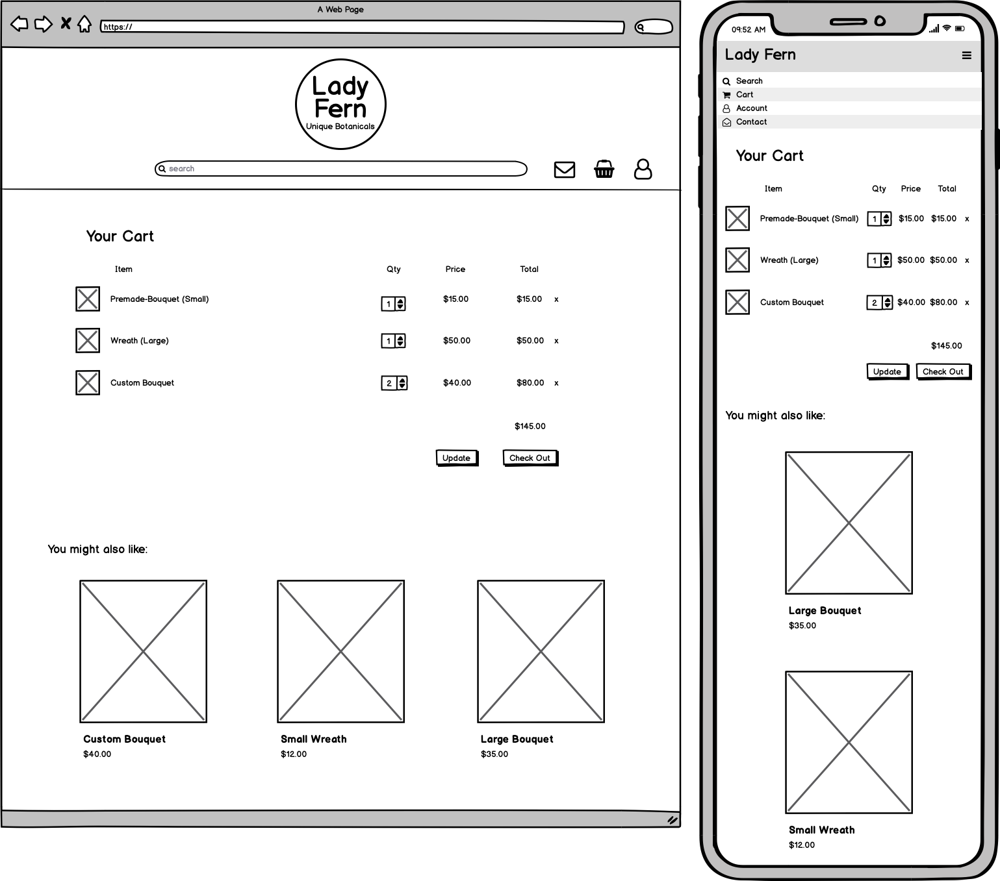 A Web Page
https://
Lady
Fern
Unique Botanicals
search
Your Cart
Item Qty Price Total
Premade-Bouquet (Small) 1 $15.00 $15.00 x
Wreath (Large) 1 $50.00 $50.00 x
Custom Bouquet 2 $40.00 $80.00 x
$145.00
Update Check Out
You might also like:
Custom Bouquet Small Wreath Large Bouquet
$40.00 $12.00 $35.00
09:52 AM
Lady Fern
Search
Cart
Account
Contact
Your Cart
Item Qty Price Total
Premade-Bouquet (Small) 1 $15.00 $15.00 x
Wreath (Large) 1 $50.00 $50.00 x
Custom Bouquet 2 $40.00 $80.00 x
$145.00
Update Check Out
You might also like:
Large Bouquet
$35.00
Small Wreath
$12.00